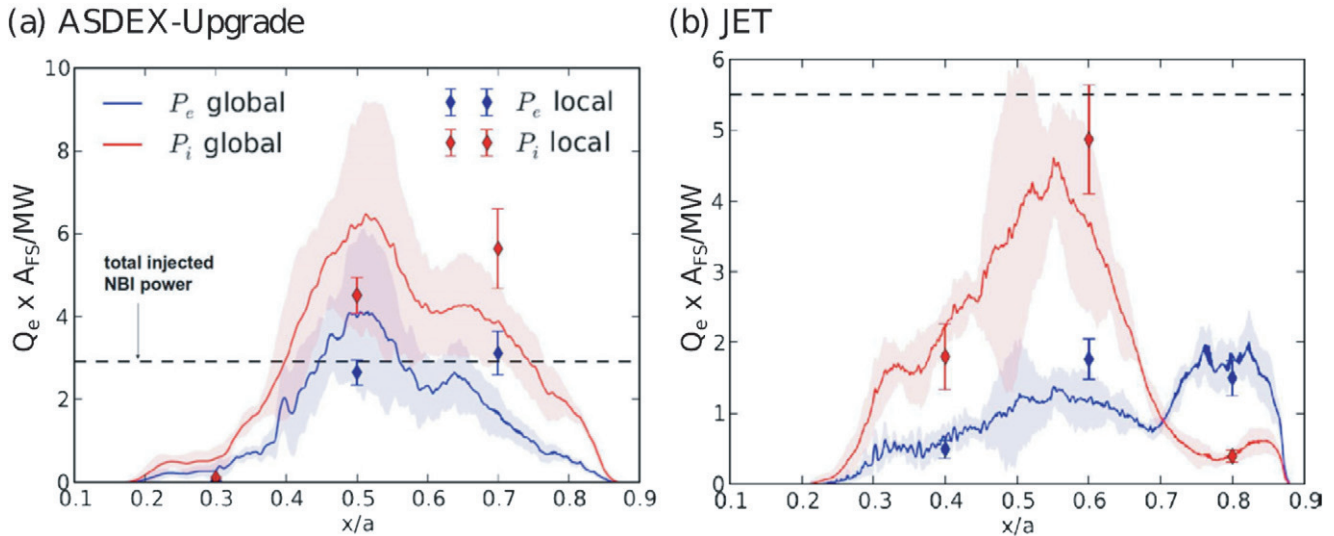 (a) ASDEX-Upgrade
10
8
6
4
2
0
Q_e x A_FS/MW
P_e global
P_i global
P_e local
P_i local
total injected
NBI power
0.1 0.2 0.3 0.4 0.5 0.6 0.7 0.8 0.9
x/a
(b) JET
6
5
4
3
2
1
0
Q_e x A_FS/MW
0.1 0.2 0.3 0.4 0.5 0.6 0.7 0.8 0.9
x/a